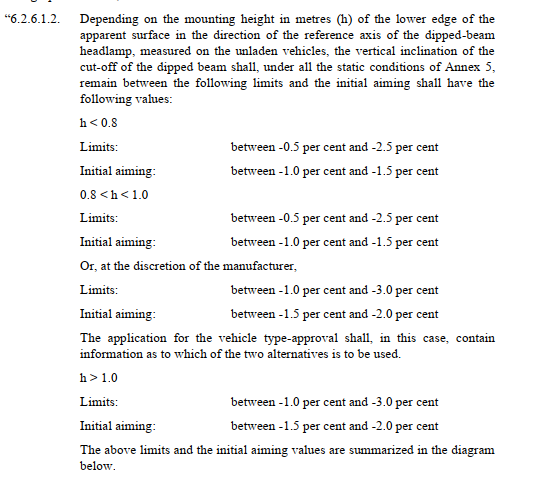 “6.2.6.1.2. Depending on the mounting height in metres (h) of the lower edge of the
apparent surface in the direction of the reference axis of the dipped-beam
headlamp, measured on the unladen vehicles, the vertical inclination of the
cut-off of the dipped beam shall, under all the static conditions of Annex 5,
remain between the following limits and the initial aiming shall have the
following values:
h < 0.8
Limits: between -0.5 per cent and -2.5 per cent
Initial aiming: between -1.0 per cent and -1.5 per cent
0.8 < h < 1.0
Limits: between -0.5 per cent and -2.5 per cent
Initial aiming: between -1.0 per cent and -1.5 per cent
Or, at the discretion of the manufacturer,
Limits: between -1.0 per cent and -3.0 per cent
Initial aiming: between -1.5 per cent and -2.0 per cent
The application for the vehicle type-approval shall, in this case, contain
information as to which of the two alternatives is to be used.
h > 1.0
Limits: between -1.0 per cent and -3.0 per cent
Initial aiming: between -1.5 per cent and -2.0 per cent
The above limits and the initial aiming values are summarized in the diagram
below.